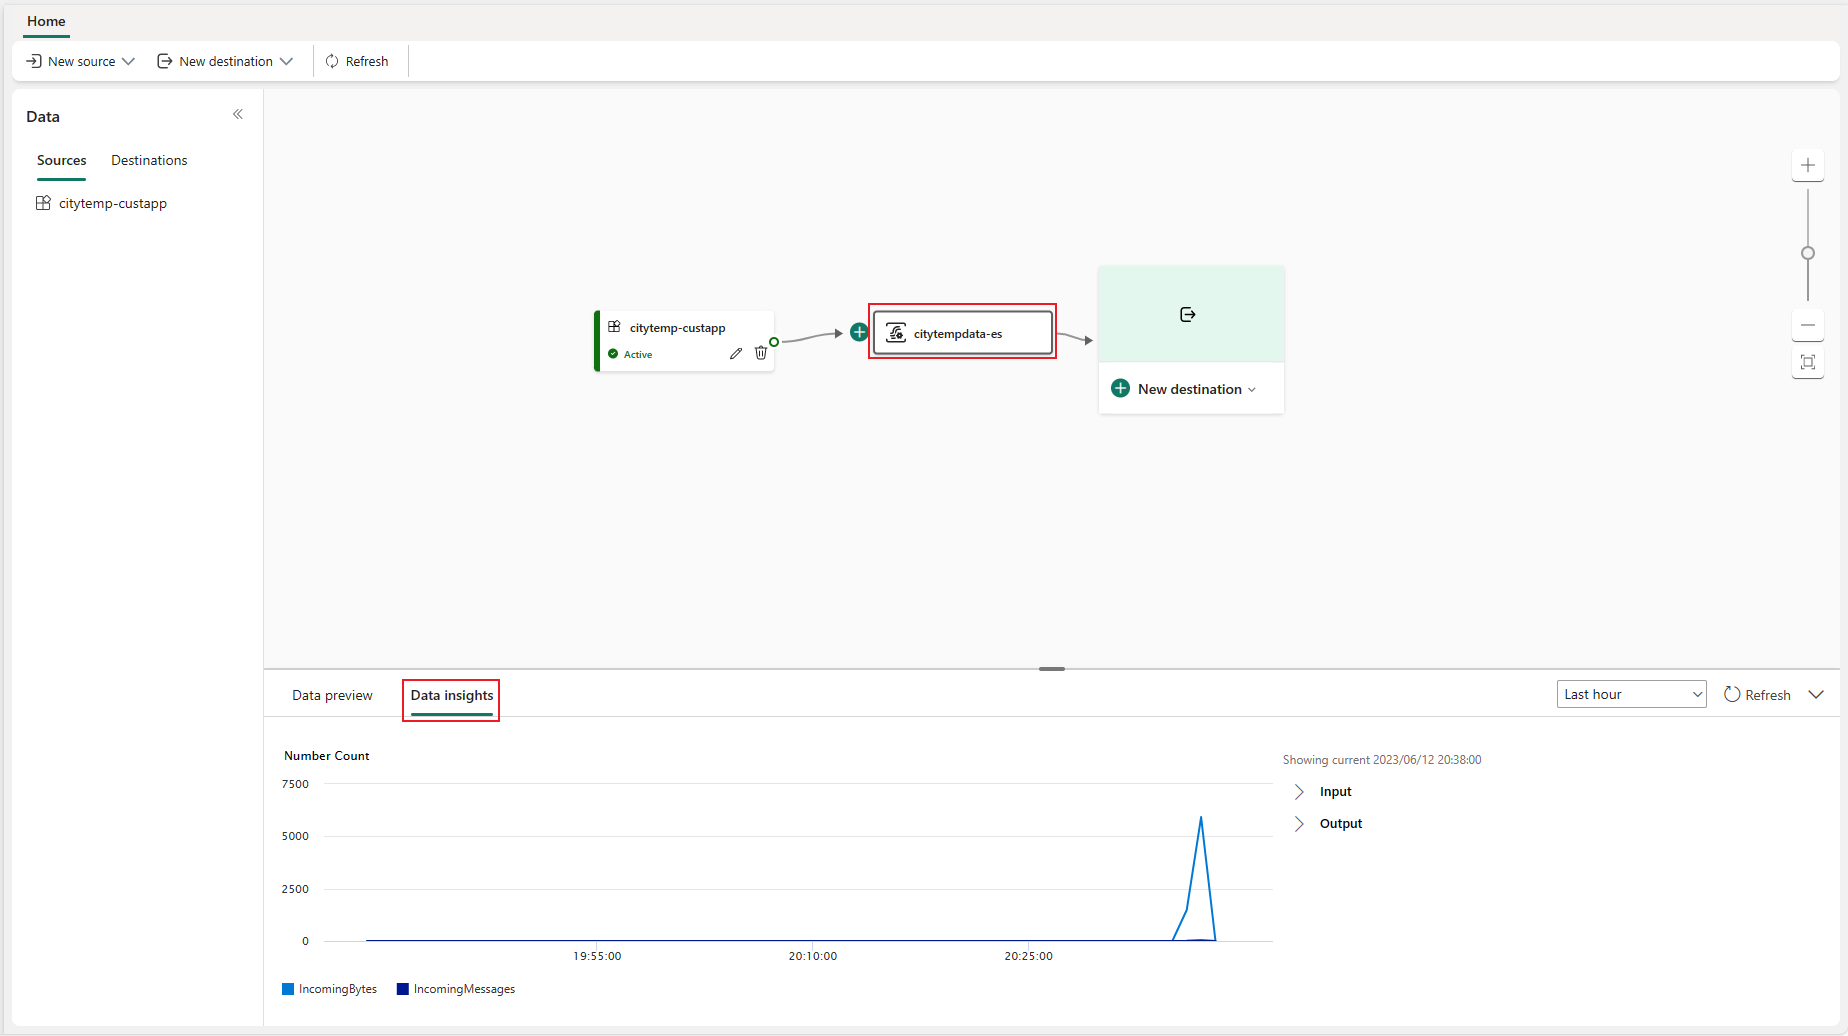 Home
New source
New destination
Refresh
Data
Sources
Destinations
citytemp-custapp
citytemp-custapp
Active
citytempdata-es
New destination
Data preview
Data insights
Last hour
Refresh
Number Count
7500
5000
2500
0
19:55:00
20:10:00
20:25:00
IncomingBytes
IncomingMessages
Showing current 2023/06/12 20:38:00
Input
Output